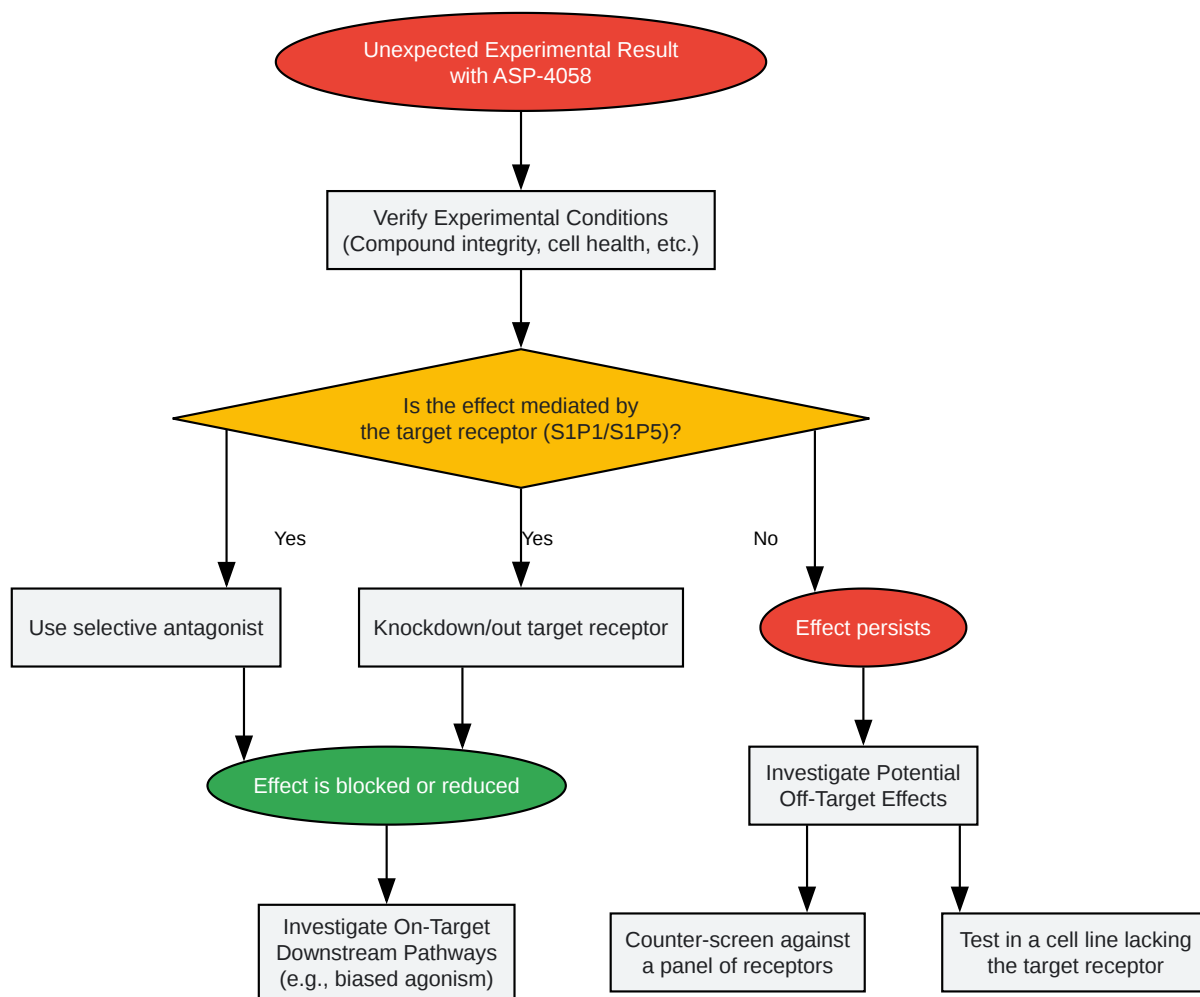 Unexpected Experimental Result
with ASP-4058
Verify Experimental Conditions
(Compound integrity, cell health, etc.)
Is the effect mediated by
the target receptor (S1P1/S1P5)?
Yes
Yes
No
Use selective antagonist
Knockdown/out target receptor
Effect persists
Effect is blocked or reduced
Investigate Potential
Off-Target Effects
Investigate On-Target
Downstream Pathways
(e.g., biased agonism)
Counter-screen against
a panel of receptors
Test in a cell line lacking
the target receptor